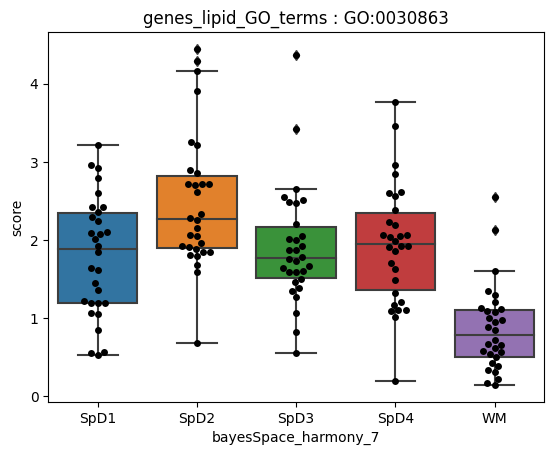 genes_lipid_GO_terms : GO:0030863
score
4
3
2
1
0
SpD1 SpD2 SpD3 SpD4 WM
bayesSpace_harmony_7